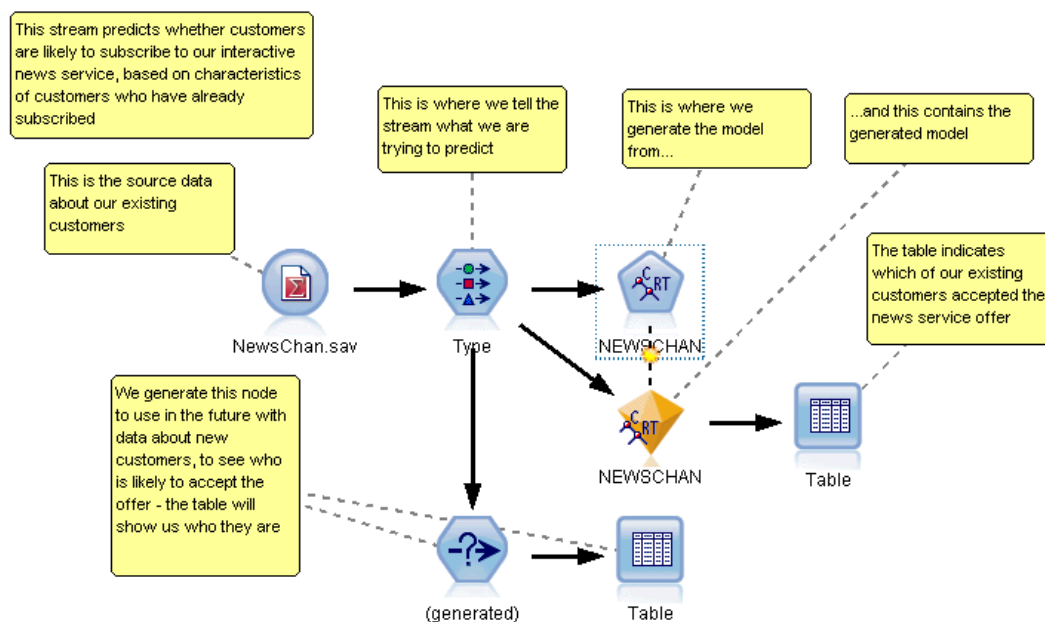 This stream predicts whether customers
are likely to subscribe to our interactive
news service, based on characteristics
of customers who have already
subscribed
This is where we tell the
stream what we are
trying to predict
This is where we
generate the model
from...
...and this contains the
generated model
This is the source data
about our existing
customers
The table indicates
which of our existing
customers accepted the
news service offer
C
RT
NewsChan.sav
Type
NEWSCHAN
We generate this node
to use in the future with
data about new
customers, to see who
is likely to accept the
offer - the table will
show us who they are
C
RT
NEWSCHAN
Table
-?->
(generated)
Table